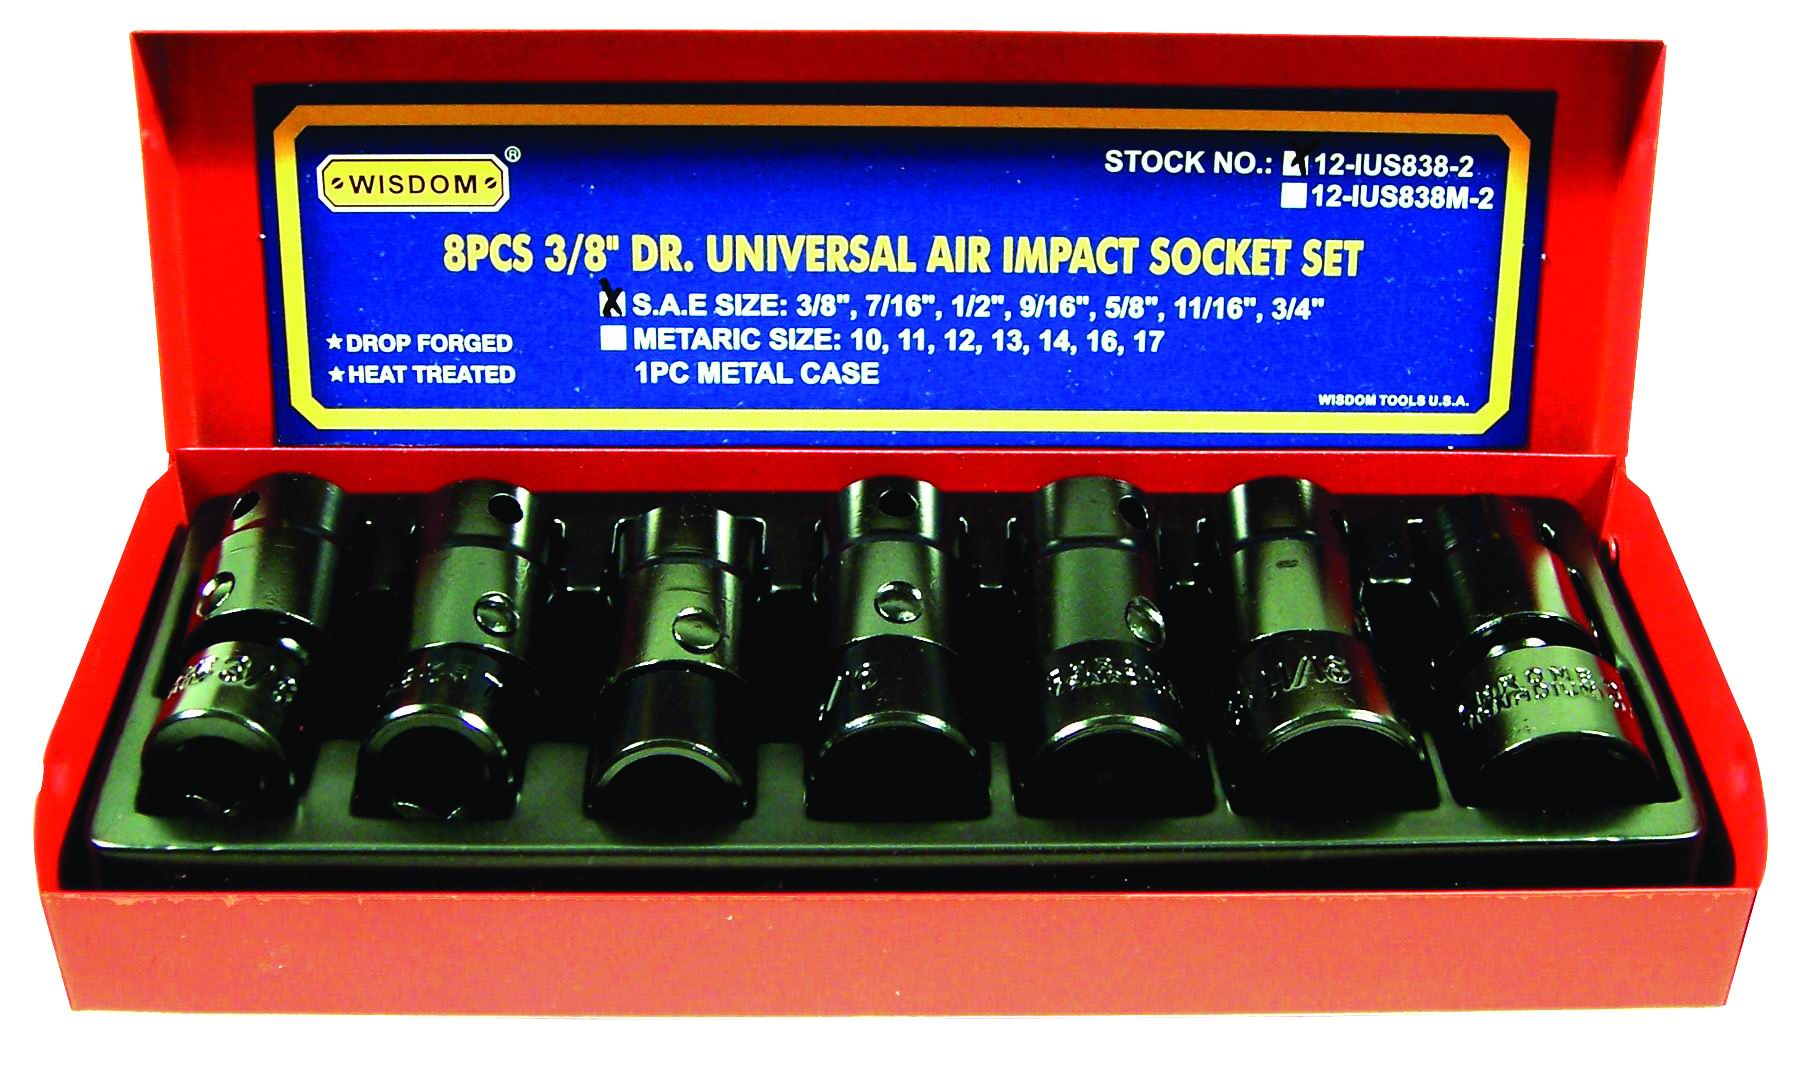 WISDOM®
STOCK NO.: 12-IUS838-2
12-IUS838M-2
8PCS 3/8" DR. UNIVERSAL AIR IMPACT SOCKET SET
S.A.E SIZE: 3/8", 7/16", 1/2", 9/16", 5/8", 11/16", 3/4"
★DROP FORGED
METARIC SIZE: 10, 11, 12, 13, 14, 16, 17
★HEAT TREATED
1PC METAL CASE
WISDOM TOOLS U.S.A.
3/8